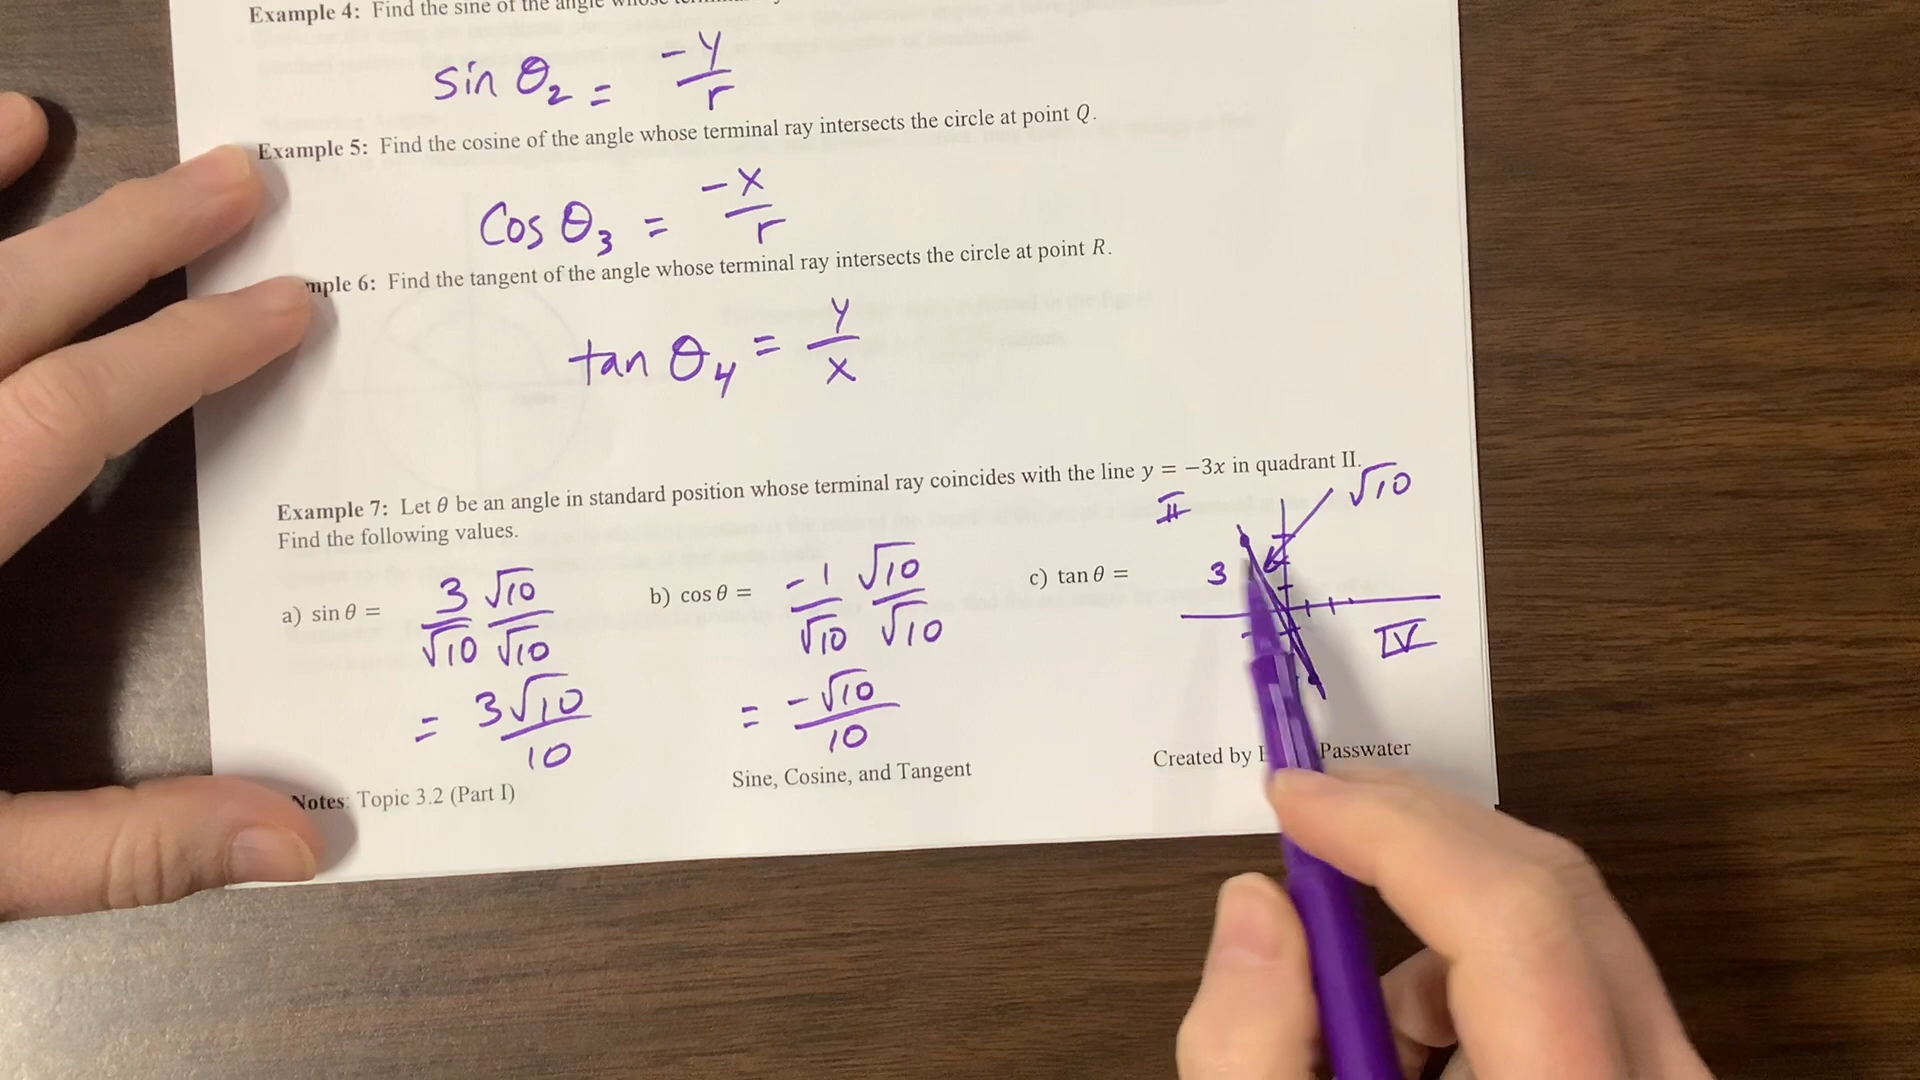 Example 4: Find the sine of the angle
sin θ₂ = -y/r
Example 5: Find the cosine of the angle whose terminal ray intersects the circle at point Q.
Cos θ₃ = -x/r
mple 6: Find the tangent of the angle whose terminal ray intersects the circle at point R.
tan θ₄ = y/x
Example 7: Let θ be an angle in standard position whose terminal ray coincides with the line y = −3x in quadrant II.
Find the following values.
II √10
3
IV
a) sin θ = 3/√10 √10/√10
= 3√10/10
b) cos θ = -1/√10 √10/√10
= -√10/10
c) tan θ =
Notes: Topic 3.2 (Part I)
Sine, Cosine, and Tangent
Created by Passwater